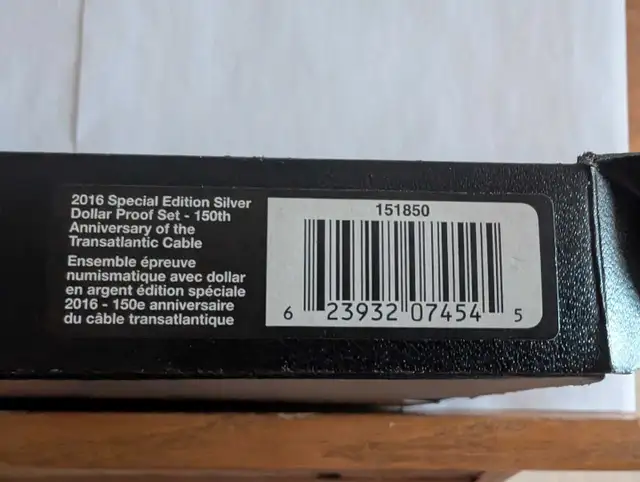 2016 Special Edition Silver
Dollar Proof Set - 150th
Anniversary of the
Transatlantic Cable
Ensemble épreuve
numismatique avec dollar
en argent édition spéciale
2016 - 150e anniversaire
du câble transatlantique
151850
6 23932 07454 5